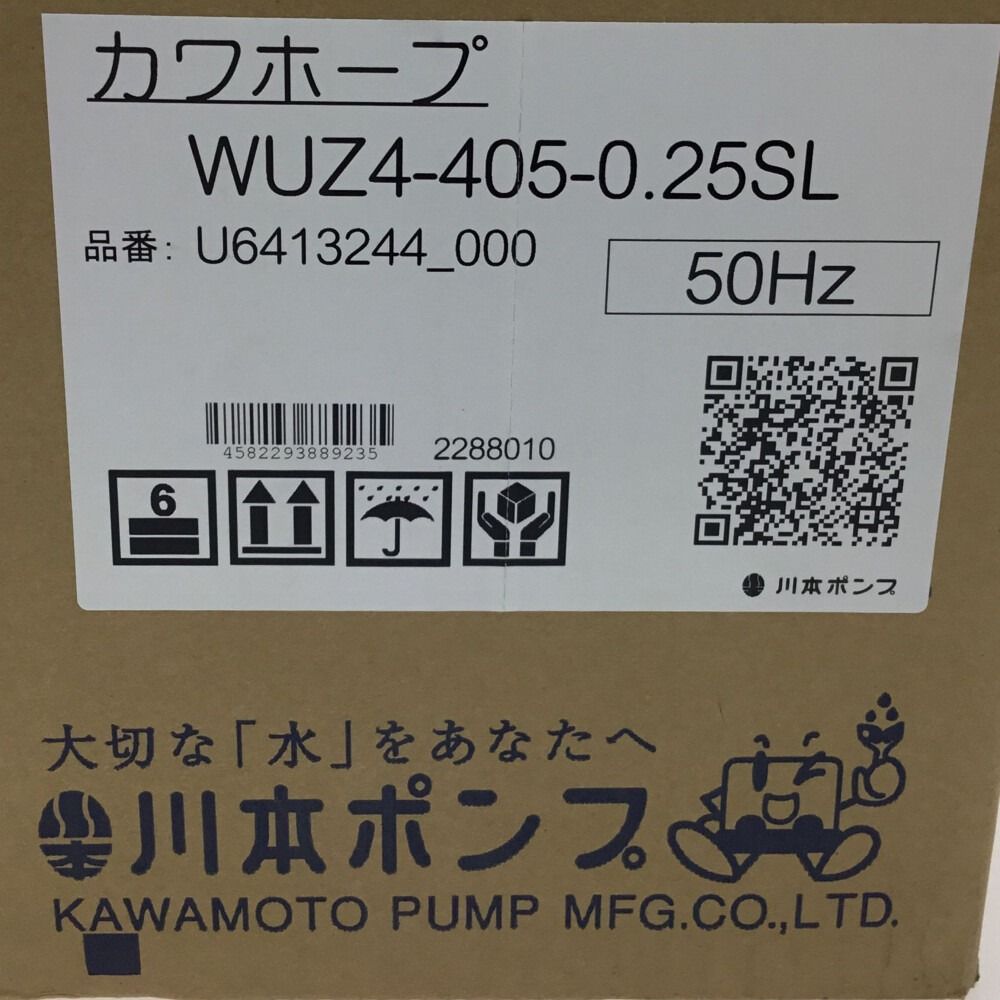 カワホープ
WUZ4-405-0.25SL
品番: U6413244_000
50Hz
4582293889235
2288010
6
川本ポンプ
大切な「水」をあなたへ
川本ポンプ
KAWAMOTO PUMP MFG.CO.,LTD.